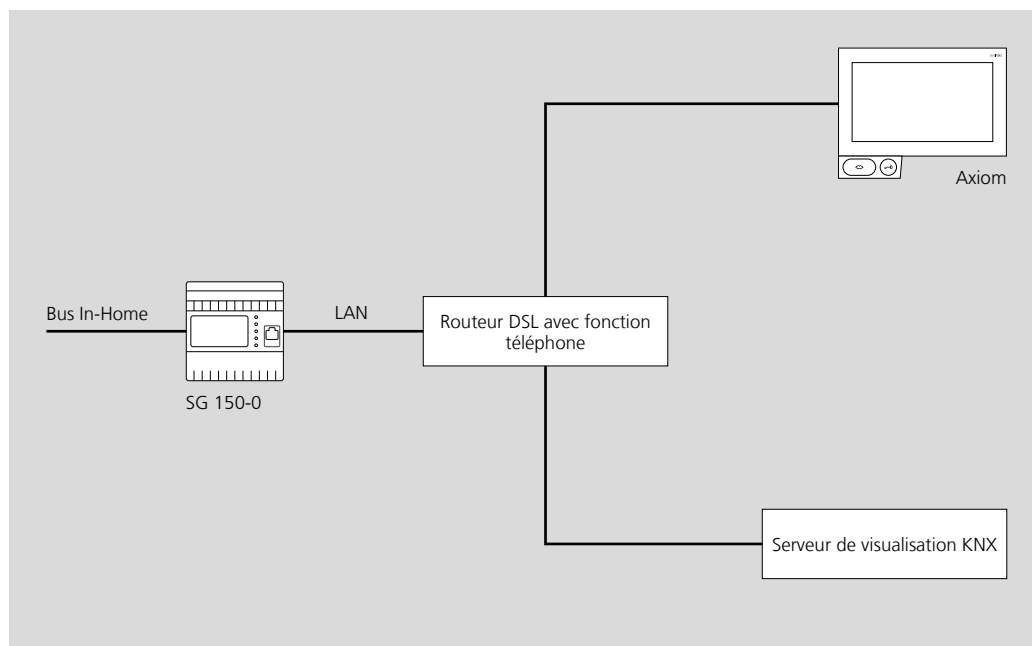 Axiom
Bus In-Home
LAN
Routeur DSL avec fonction
téléphone
SG 150-0
Serveur de visualisation KNX